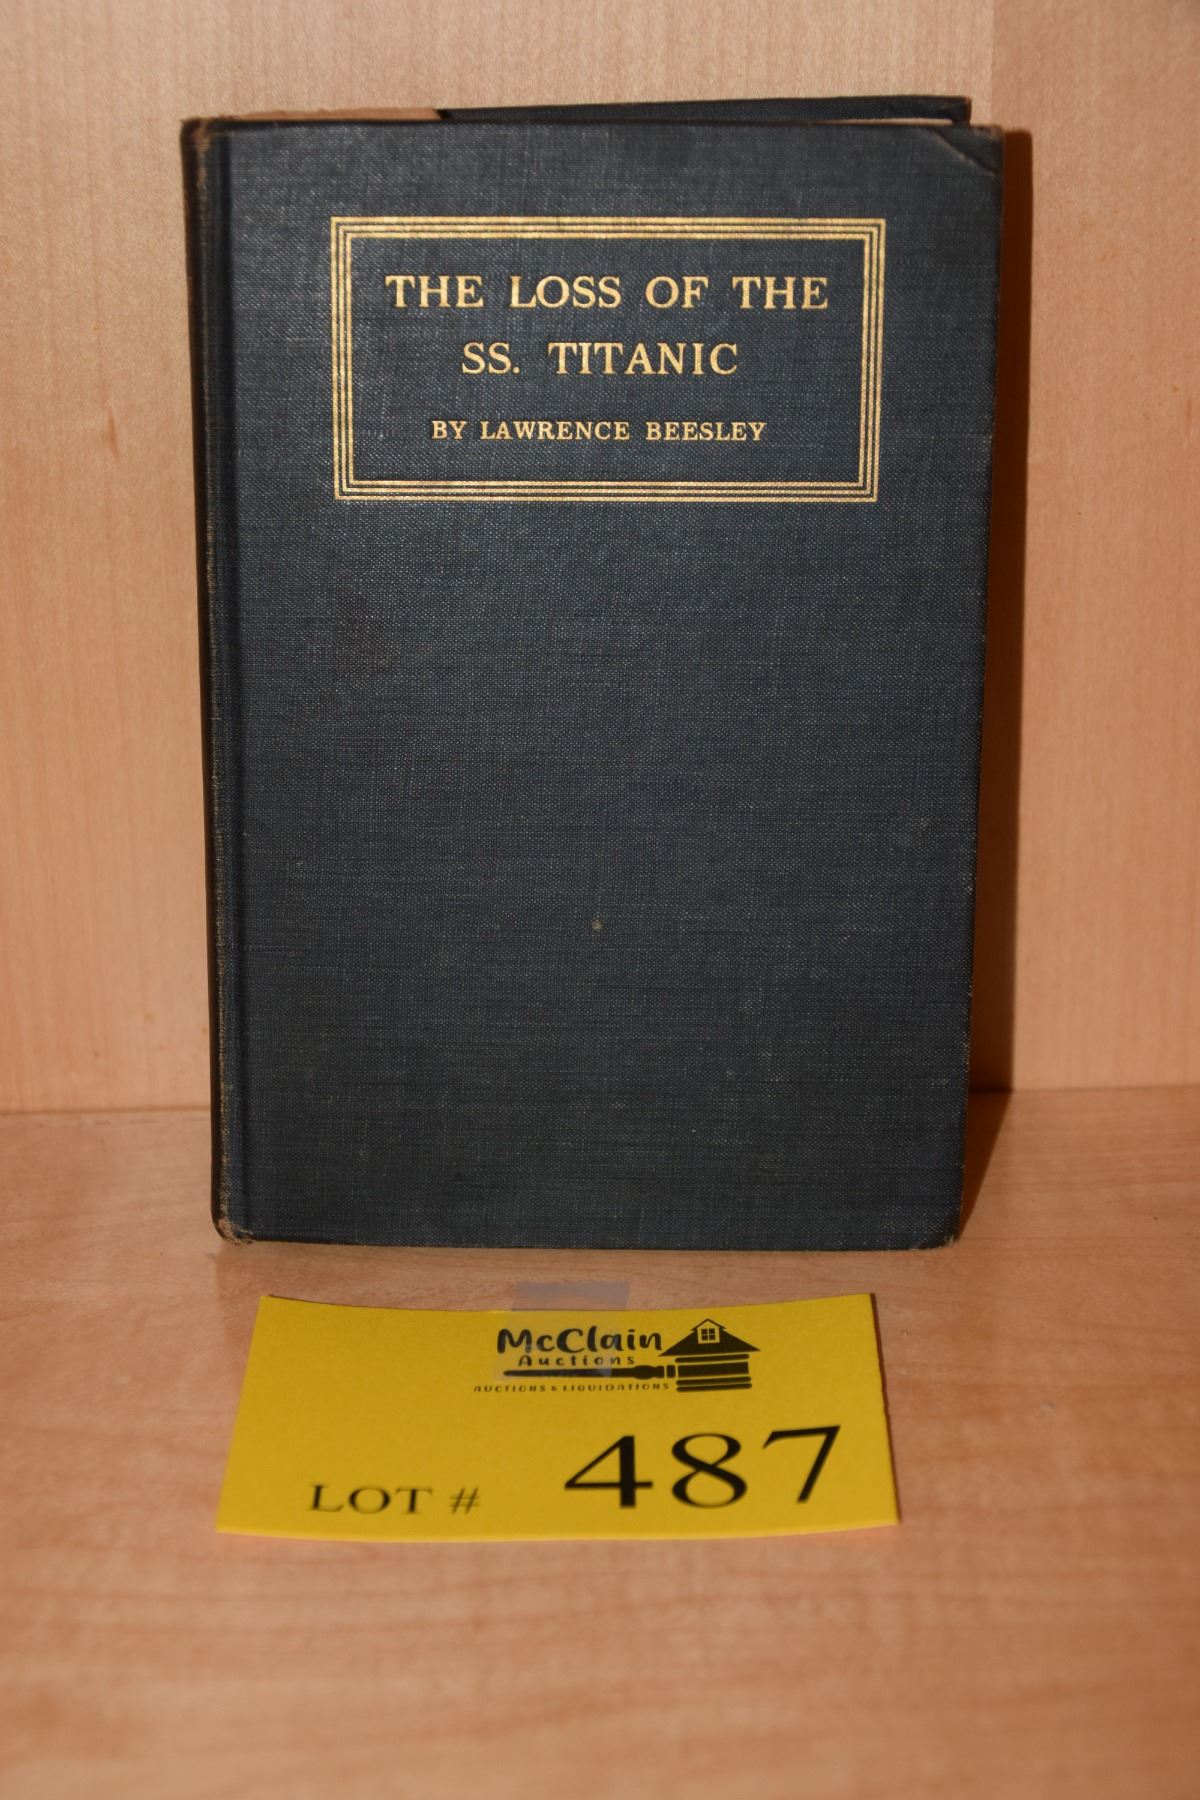 THE LOSS OF THE
SS. TITANIC
BY LAWRENCE BEESLEY
McClain
Auctions
AUCTIONS & LIQUIDATIONS
LOT # 487